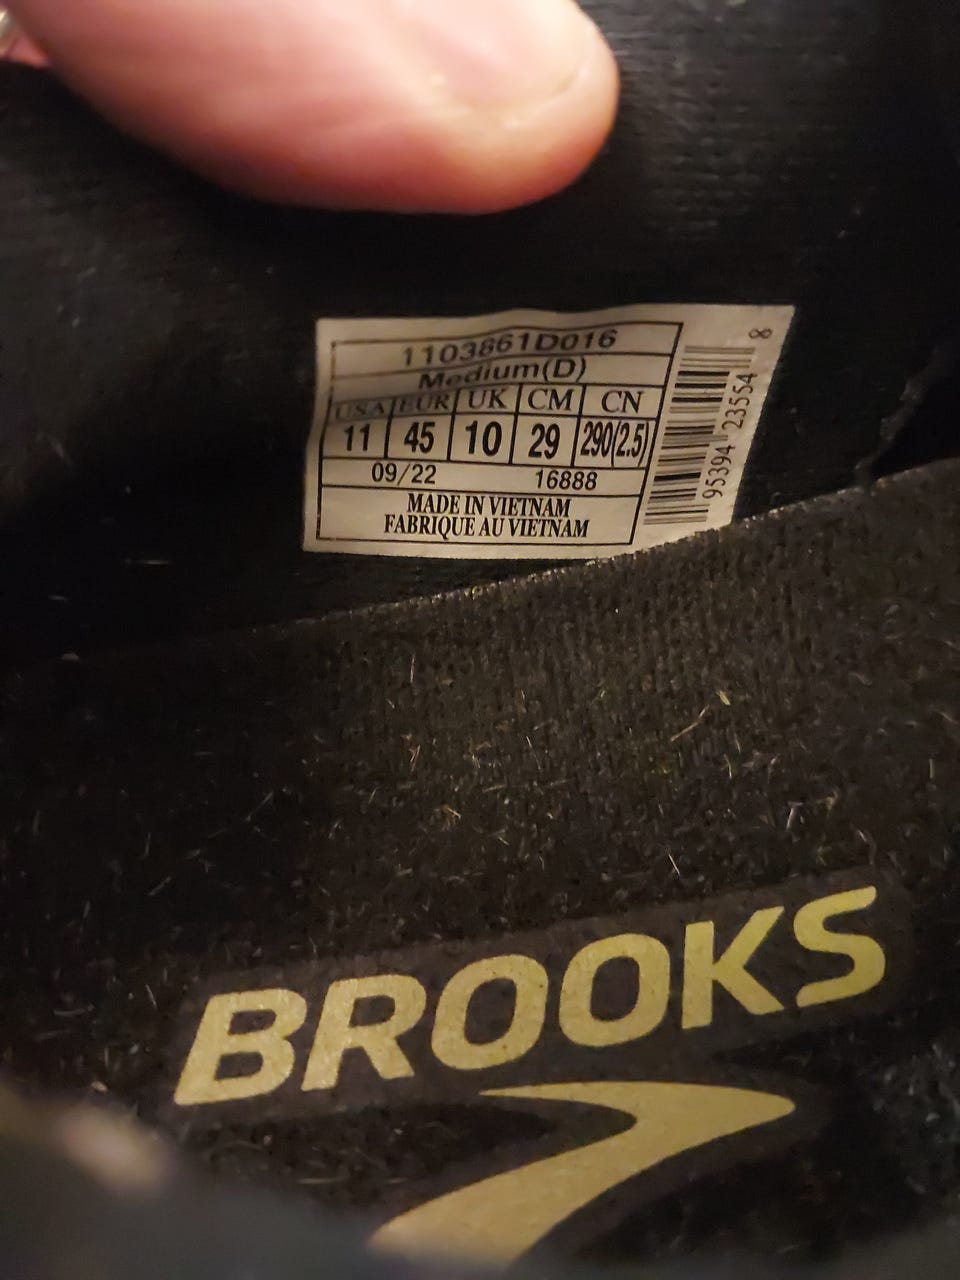 1103861D016
Medium(D)
USA EUR UK CM CN
11 45 10 29 290(2.5)
09/22 16888
MADE IN VIETNAM
FABRIQUE AU VIETNAM
95394 23554 8
BROOKS